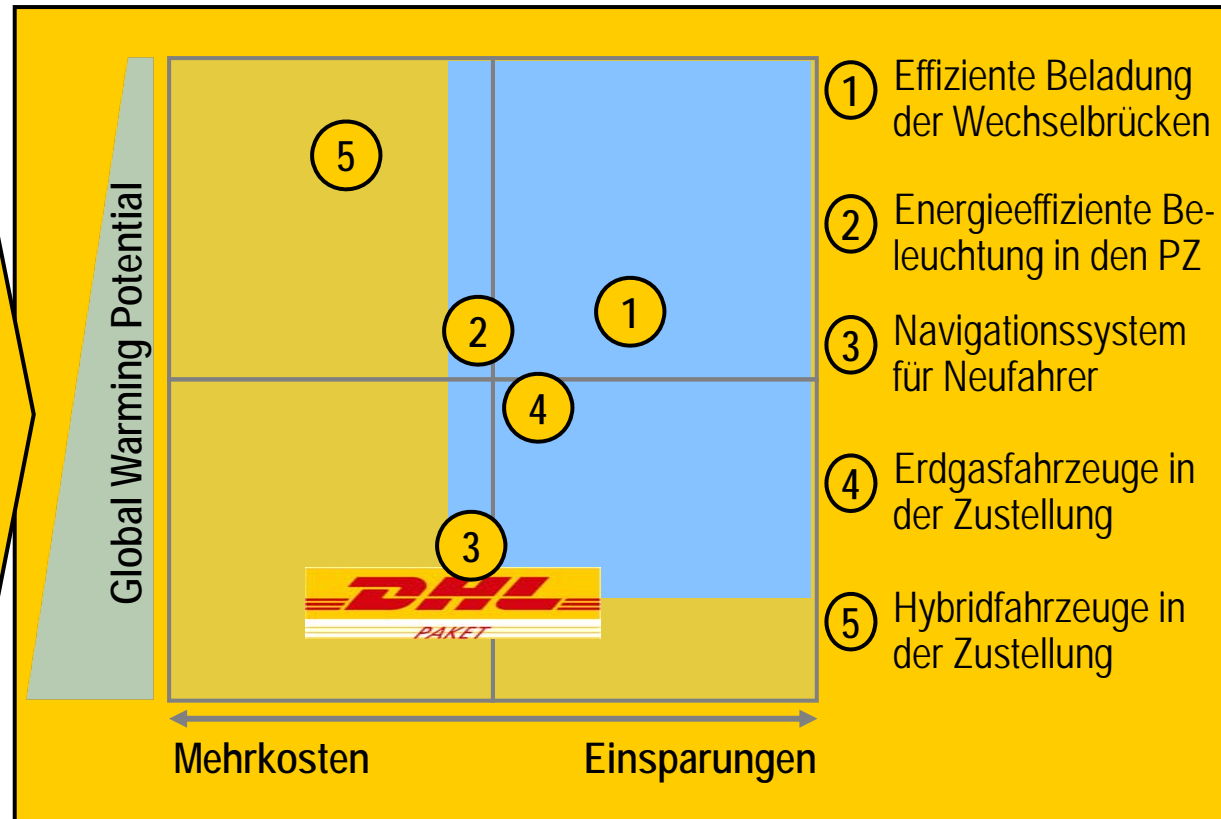 Global Warming Potential
5
2
1
4
3
DHL
PAKET
Mehrkosten
Einsparungen
1 Effiziente Beladung
der Wechselbrücken
2 Energieeffiziente Be-
leuchtung in den PZ
3 Navigationssystem
für Neufahrer
4 Erdgasfahrzeuge in
der Zustellung
5 Hybridfahrzeuge in
der Zustellung